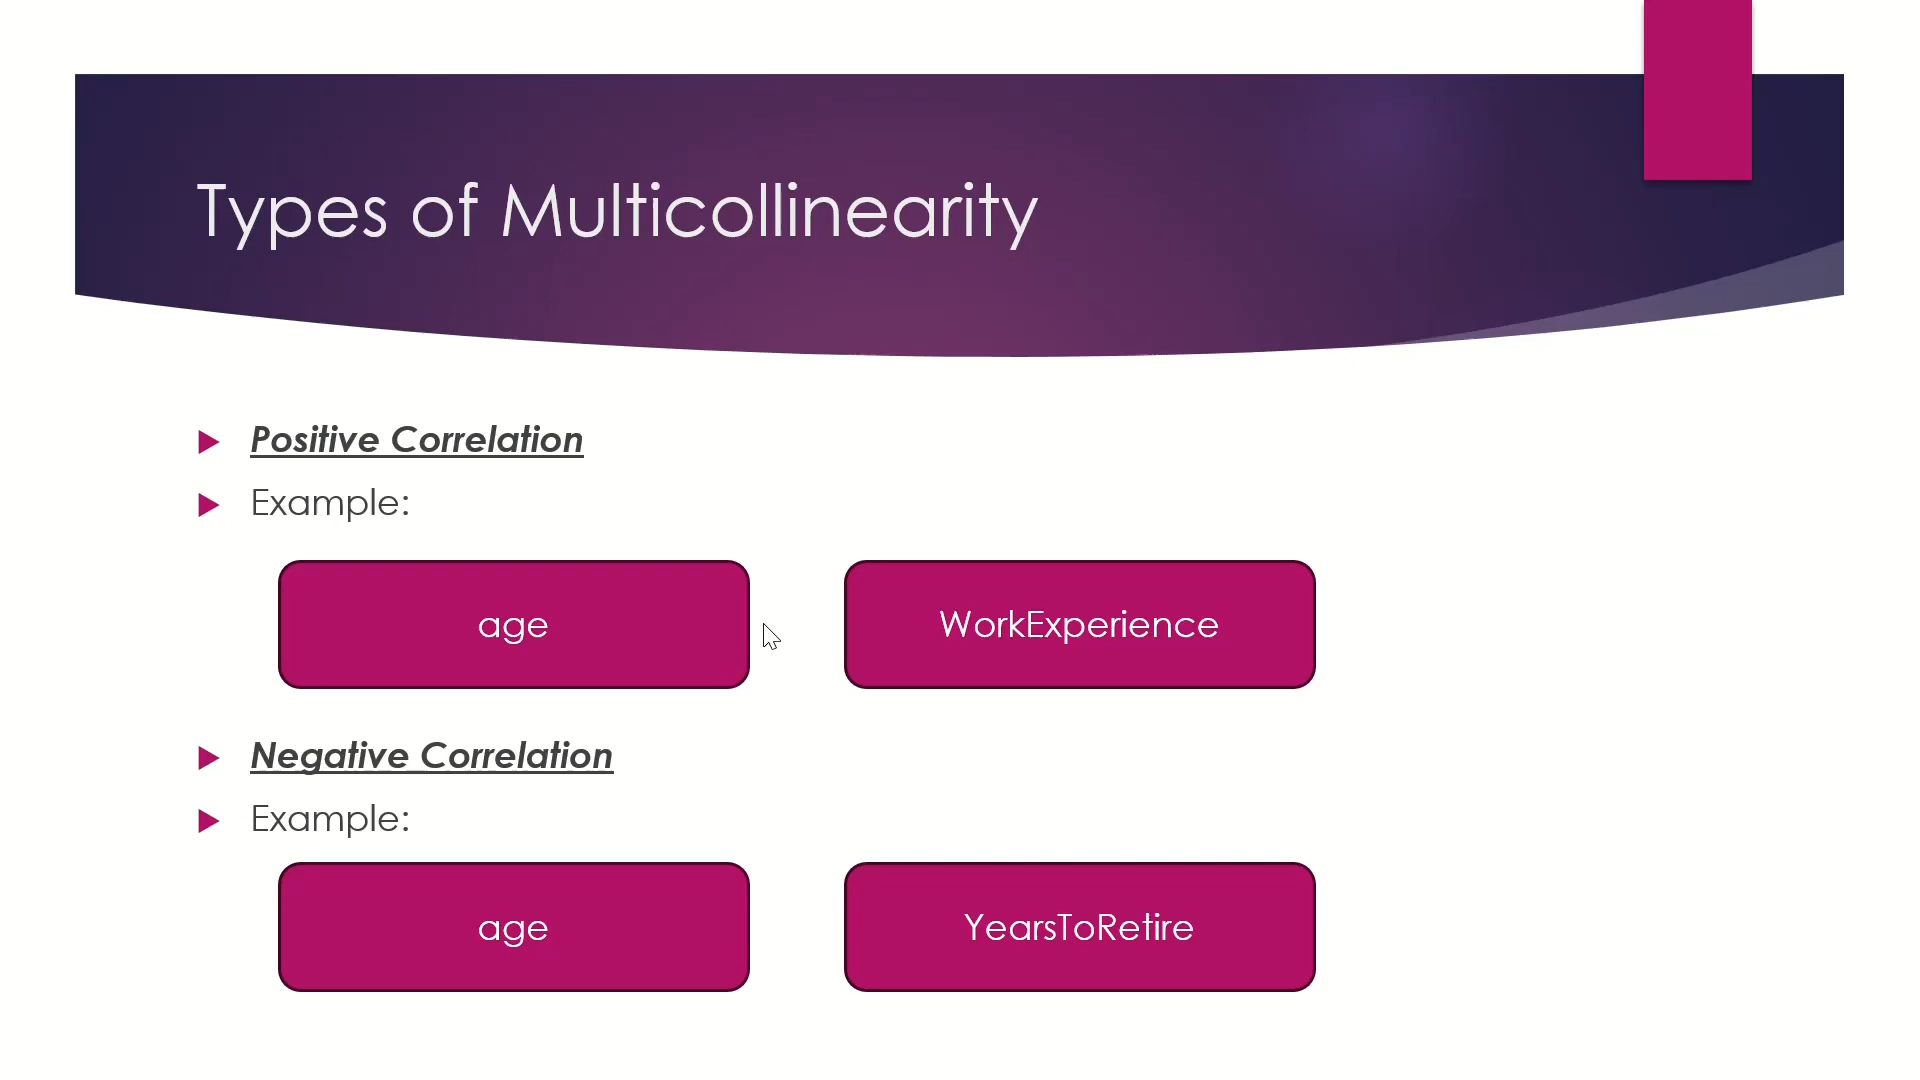 Types of Multicollinearity
Positive Correlation
Example:
age
WorkExperience
Negative Correlation
Example:
age
YearsToRetire